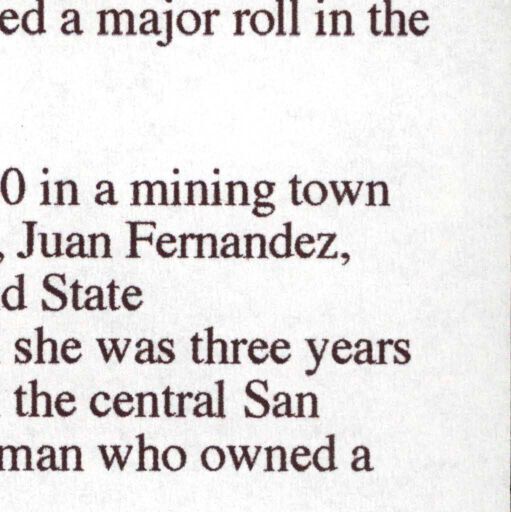 ed a major roll in the
0 in a mining town
, Juan Fernandez,
d State
she was three years
the central San
man who owned a